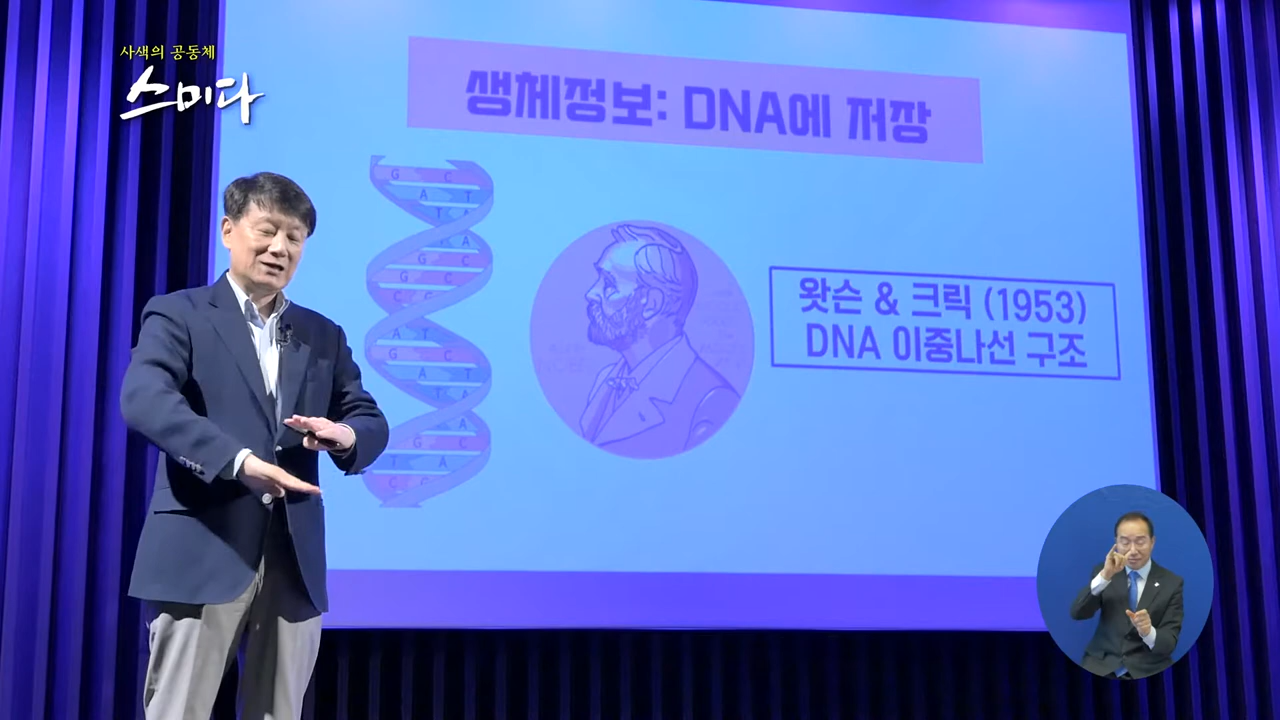 사색의 공동체
스미다
생체정보: DNA에 저장
G C
A T
왓슨 & 크릭 (1953)
DNA 이중나선 구조